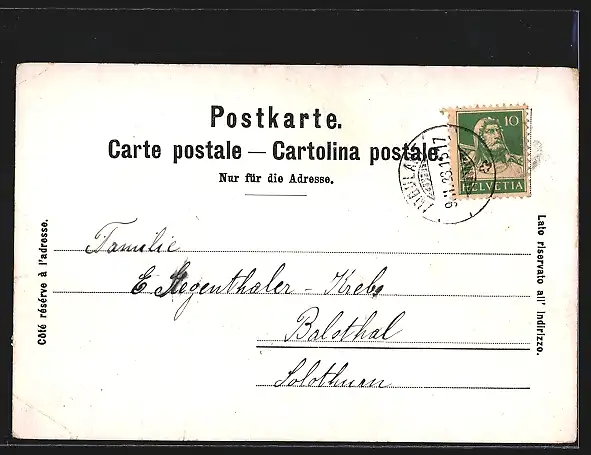 Postkarte.
Carte postale — Cartolina postale.
Nur für die Adresse.
10
HELVETIA
Côté réservé à l'adresse.
Lato riservato all' indirizzo.
Familie
E. Siegenthaler - Krebs
Balsthal
Solothurn